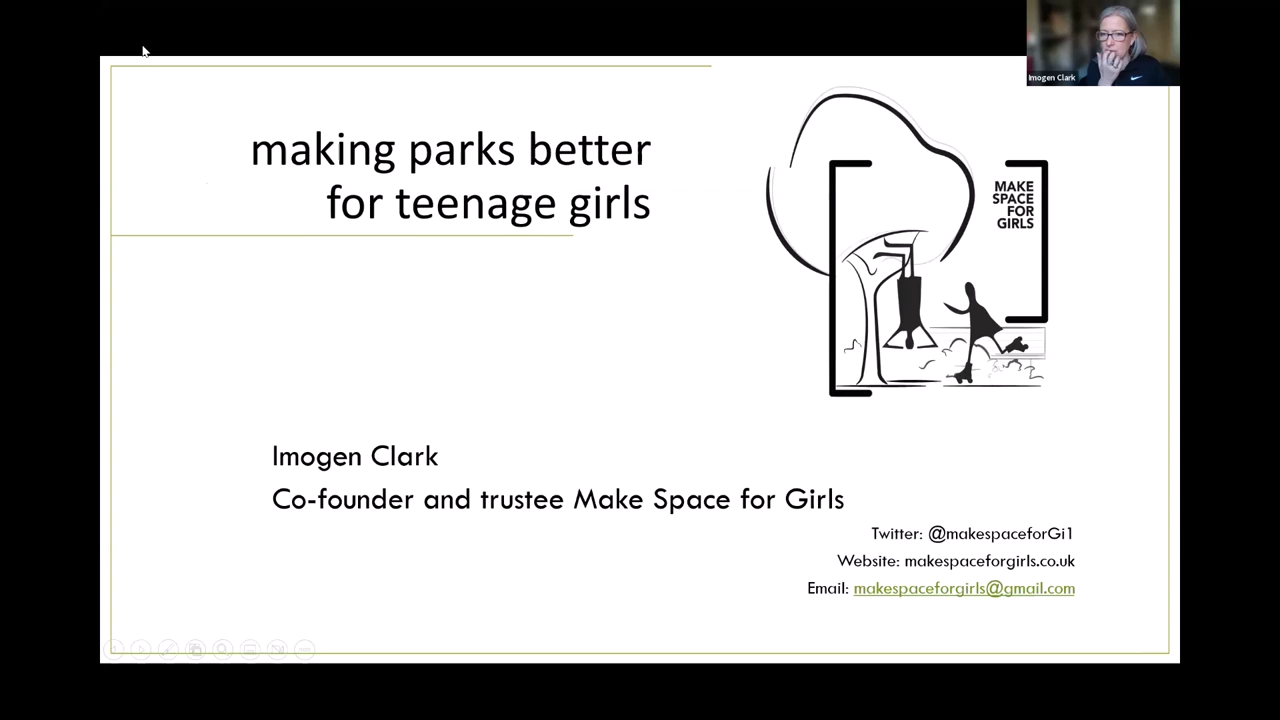 Imogen Clark
making parks better
for teenage girls
MAKE
SPACE
FOR
GIRLS
Imogen Clark
Co-founder and trustee Make Space for Girls
Twitter: @makespaceforGi1
Website: makespaceforgirls.co.uk
Email: makespaceforgirls@gmail.com